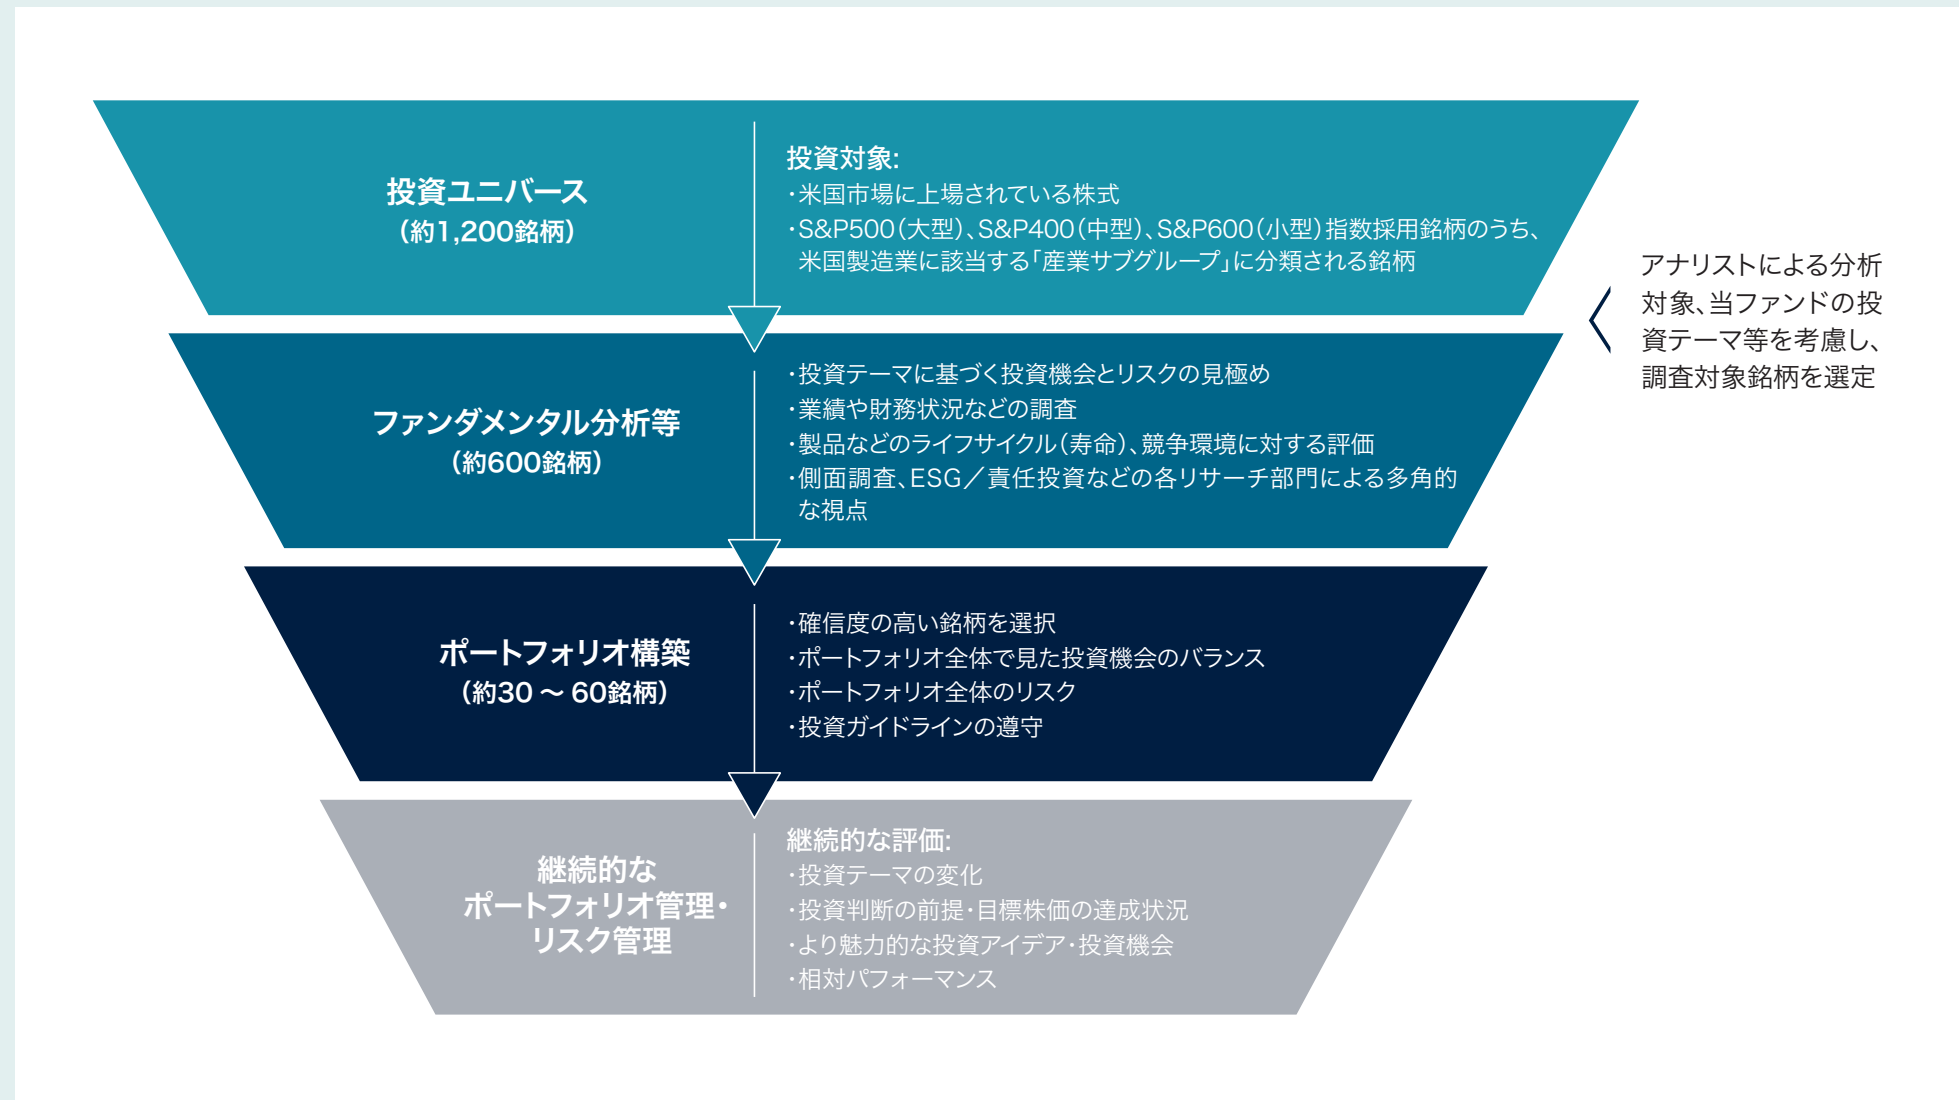 投資ユニバース
（約1,200銘柄）
投資対象:
・米国市場に上場されている株式
・S&P500（大型）、S&P400（中型）、S&P600（小型）指数採用銘柄のうち、
米国製造業に該当する「産業サブグループ」に分類される銘柄
アナリストによる分析
対象、当ファンドの投
資テーマ等を考慮し、
調査対象銘柄を選定
ファンダメンタル分析等
（約600銘柄）
・投資テーマに基づく投資機会とリスクの見極め
・業績や財務状況などの調査
・製品などのライフサイクル（寿命）、競争環境に対する評価
・側面調査、ESG／責任投資などの各リサーチ部門による多角的
な視点
ポートフォリオ構築
（約30 ～ 60銘柄）
・確信度の高い銘柄を選択
・ポートフォリオ全体で見た投資機会のバランス
・ポートフォリオ全体のリスク
・投資ガイドラインの遵守
継続的な
ポートフォリオ管理・
リスク管理
継続的な評価:
・投資テーマの変化
・投資判断の前提・目標株価の達成状況
・より魅力的な投資アイデア・投資機会
・相対パフォーマンス